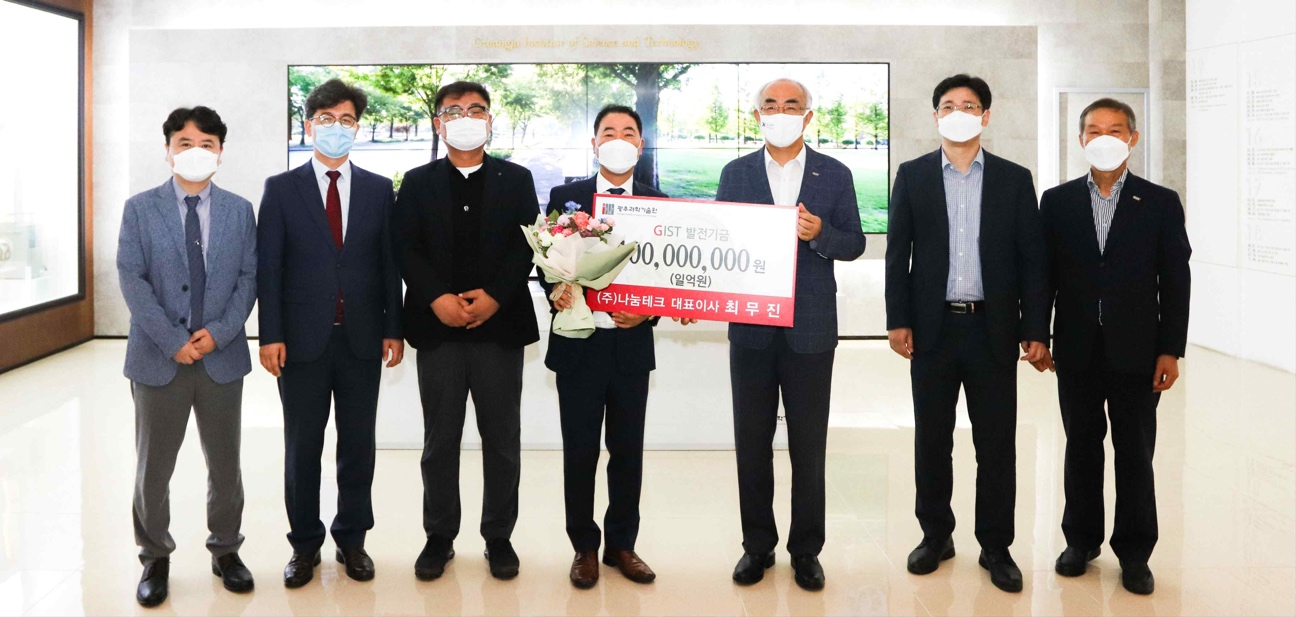 Gwangju Institute of Science and Technology
광주과학기술원
GIST 발전기금
00,000,000원
(일억원)
(주)나눔테크 대표이사 최 무 진